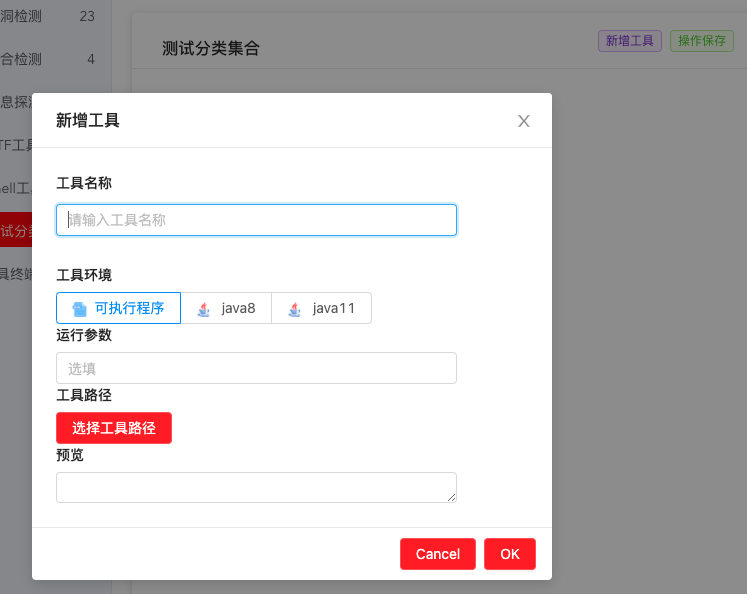 洞检测 23
合检测 4
息探
TF工具
hell工
试分
具终端
测试分类集合
新增工具
操作保存
新增工具
工具名称
请输入工具名称
工具环境
可执行程序 java8 java11
运行参数
选填
工具路径
选择工具路径
预览
Cancel OK